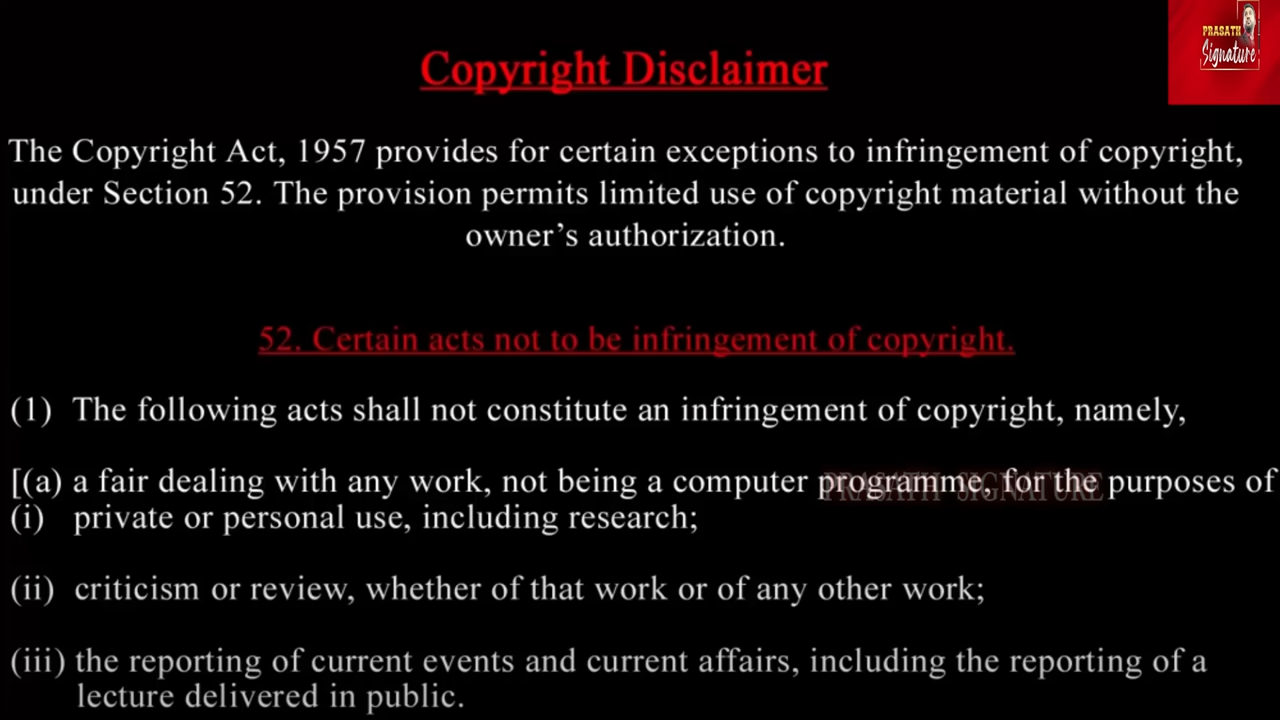 PRASATH
Signature
Copyright Disclaimer
The Copyright Act, 1957 provides for certain exceptions to infringement of copyright,
under Section 52. The provision permits limited use of copyright material without the
owner’s authorization.
52. Certain acts not to be infringement of copyright.
(1) The following acts shall not constitute an infringement of copyright, namely,
[(a) a fair dealing with any work, not being a computer programme, for the purposes of
PRASATH SIGNATURE
(i) private or personal use, including research;
(ii) criticism or review, whether of that work or of any other work;
(iii) the reporting of current events and current affairs, including the reporting of a
lecture delivered in public.